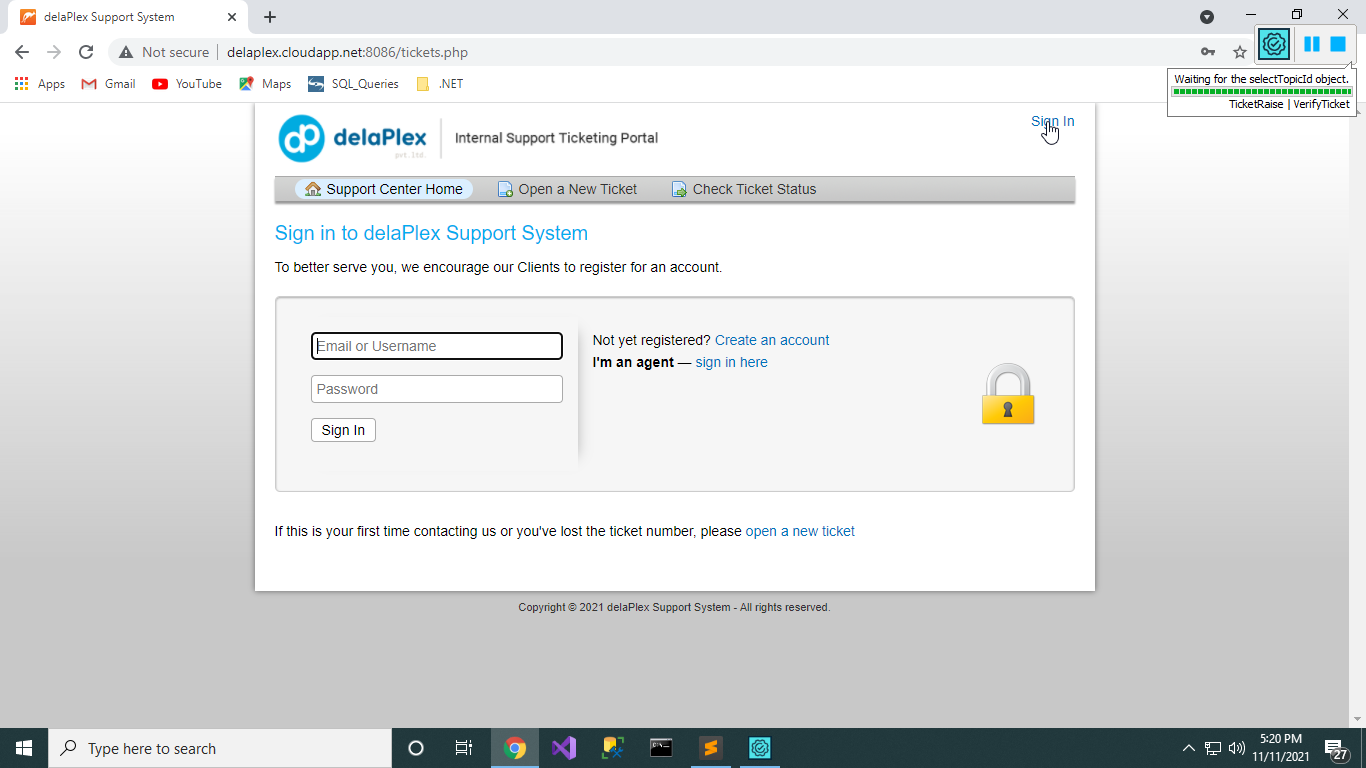 delaPlex Support System
Not secure
delaplex.cloudapp.net:8086/tickets.php
Apps
Gmail
YouTube
Maps
SQL_Queries
.NET
Waiting for the selectTopicId object.
TicketRaise | VerifyTicket
dp delaPlex
pvt.ltd.
Internal Support Ticketing Portal
Sign In
Support Center Home
Open a New Ticket
Check Ticket Status
Sign in to delaPlex Support System
To better serve you, we encourage our Clients to register for an account.
Email or Username
Password
Sign In
Not yet registered? Create an account
I'm an agent — sign in here
If this is your first time contacting us or you've lost the ticket number, please open a new ticket
Copyright © 2021 delaPlex Support System - All rights reserved.
Type here to search
5:20 PM
11/11/2021
27